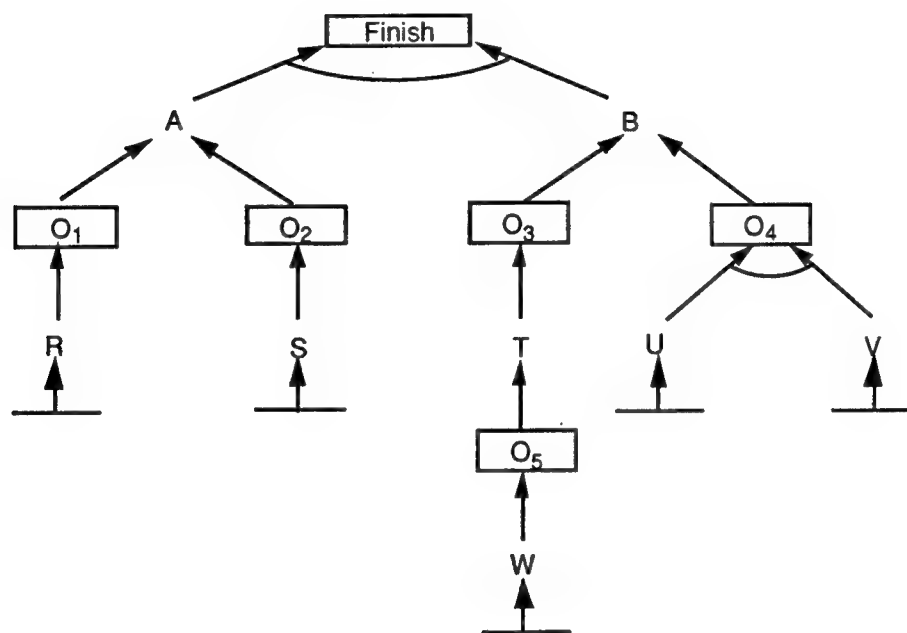 Finish
A B
O₁ O₂ O₃ O₄
R S T U V
O₅
W